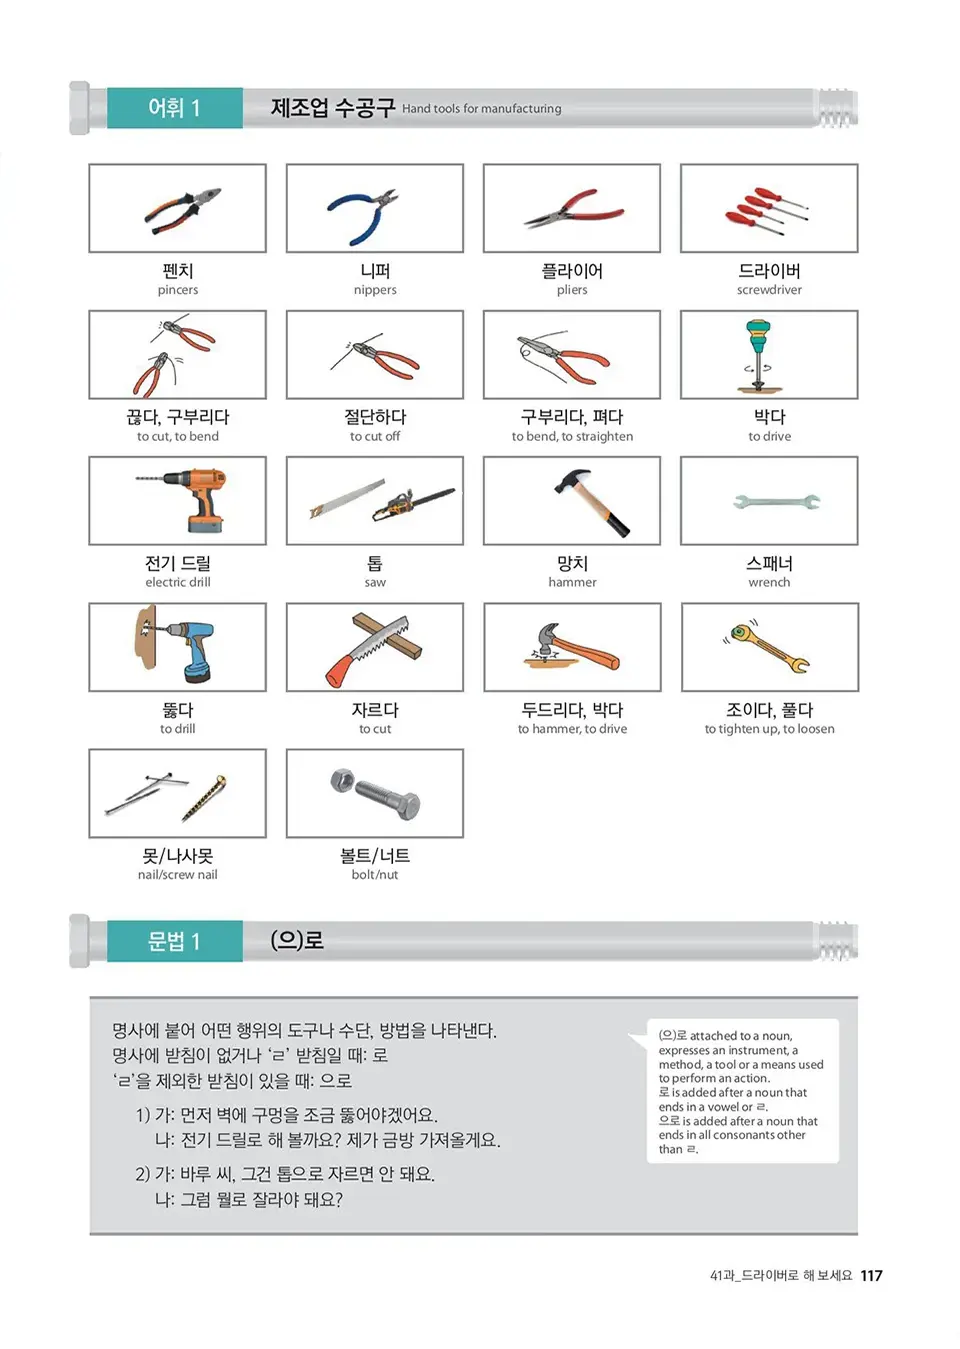 어휘 1 제조업 수공구 Hand tools for manufacturing
펜치 니퍼 플라이어 드라이버
pincers nippers pliers screwdriver
끊다, 구부리다 절단하다 구부리다, 펴다 박다
to cut, to bend to cut off to bend, to straighten to drive
전기 드릴 톱 망치 스패너
electric drill saw hammer wrench
뚫다 자르다 두드리다, 박다 조이다, 풀다
to drill to cut to hammer, to drive to tighten up, to loosen
못/나사못 볼트/너트
nail/screw nail bolt/nut
문법 1 (으)로
명사에 붙어 어떤 행위의 도구나 수단, 방법을 나타낸다.
명사에 받침이 없거나 ‘ㄹ’ 받침일 때: 로
‘ㄹ’을 제외한 받침이 있을 때: 으로
1) 가: 먼저 벽에 구멍을 조금 뚫어야겠어요.
나: 전기 드릴로 해 볼까요? 제가 금방 가져올게요.
2) 가: 바루 씨, 그건 톱으로 자르면 안 돼요.
나: 그럼 뭘로 잘라야 돼요?
(으)로 attached to a noun,
expresses an instrument, a
method, a tool or a means used
to perform an action.
로 is added after a noun that
ends in a vowel or ㄹ.
으로 is added after a noun that
ends in all consonants other
than ㄹ.
41과_드라이버로 해 보세요 117